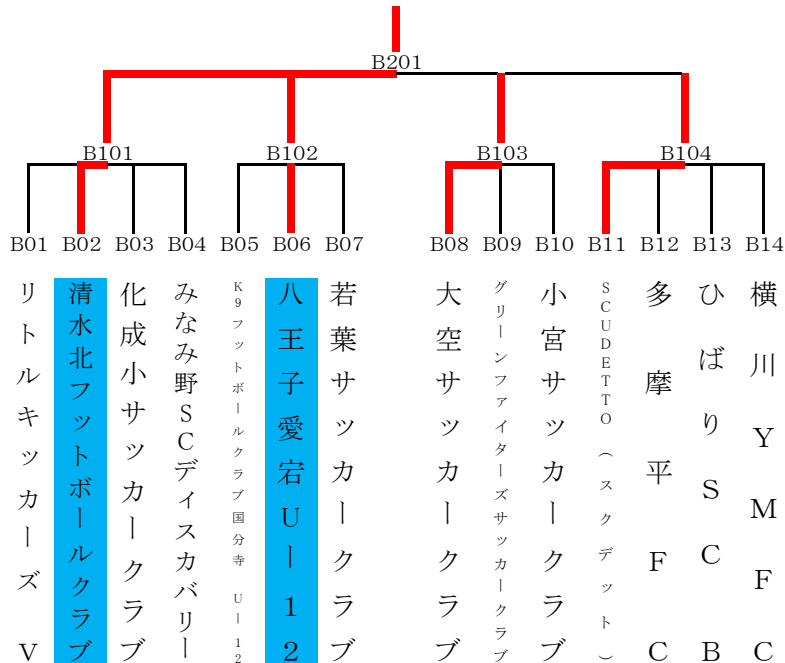 B201
B101
B102
B103
B104
B01 B02 B03 B04 B05 B06 B07 B08 B09 B10 B11 B12 B13 B14
リトルキッカーズ V
清水北フットボールクラブ
化成小サッカークラブ
みなみ野SCディスカバリー
K9フットボールクラブ国分寺 U－12
八王子愛宕U－12
若葉サッカークラブ
大空サッカークラブ
グリーンファイターズサッカークラブ
小宮サッカークラブ
SCUDETTO（スクデット）
多摩平FC
ひばりSCB
横川YMFC